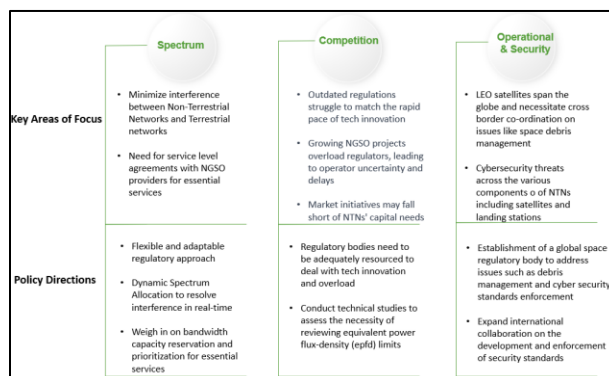 Spectrum
Competition
Operational
& Security
Key Areas of Focus
• Minimize interference
between Non-Terrestrial
Networks and Terrestrial
networks
• Need for service level
agreements with NGSO
providers for essential
services
• Outdated regulations
struggle to match the rapid
pace of tech innovation
• Growing NGSO projects
overload regulators, leading
to operator uncertainty and
delays
• Market initiatives may fall
short of NTNs' capital needs
• LEO satellites span the
globe and necessitate cross
border co-ordination on
issues like space debris
management
• Cybersecurity threats
across the various
components o of NTNs
including satellites and
landing stations
Policy Directions
• Flexible and adaptable
regulatory approach
• Dynamic Spectrum
Allocation to resolve
interference in real-time
• Weigh in on bandwidth
capacity reservation and
prioritization for essential
services
• Regulatory bodies need to
be adequately resourced to
deal with tech innovation
and overload
• Conduct technical studies to
assess the necessity of
reviewing equivalent power
flux-density (epfd) limits
• Establishment of a global space
regulatory body to address
issues such as debris
management and cyber security
standards enforcement
• Expand international
collaboration on the
development and enforcement
of security standards